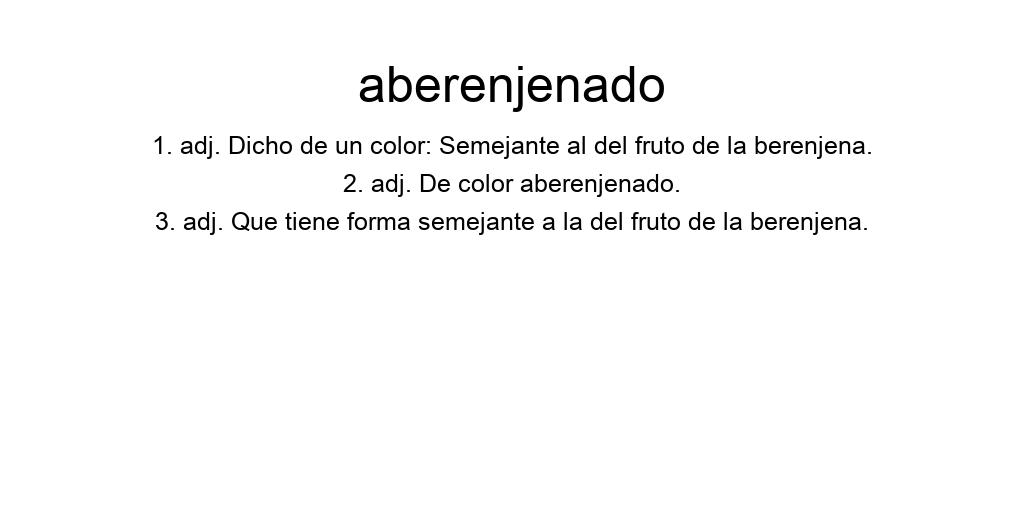 aberenjenado
1. adj. Dicho de un color: Semejante al del fruto de la berenjena.
2. adj. De color aberenjenado.
3. adj. Que tiene forma semejante a la del fruto de la berenjena.